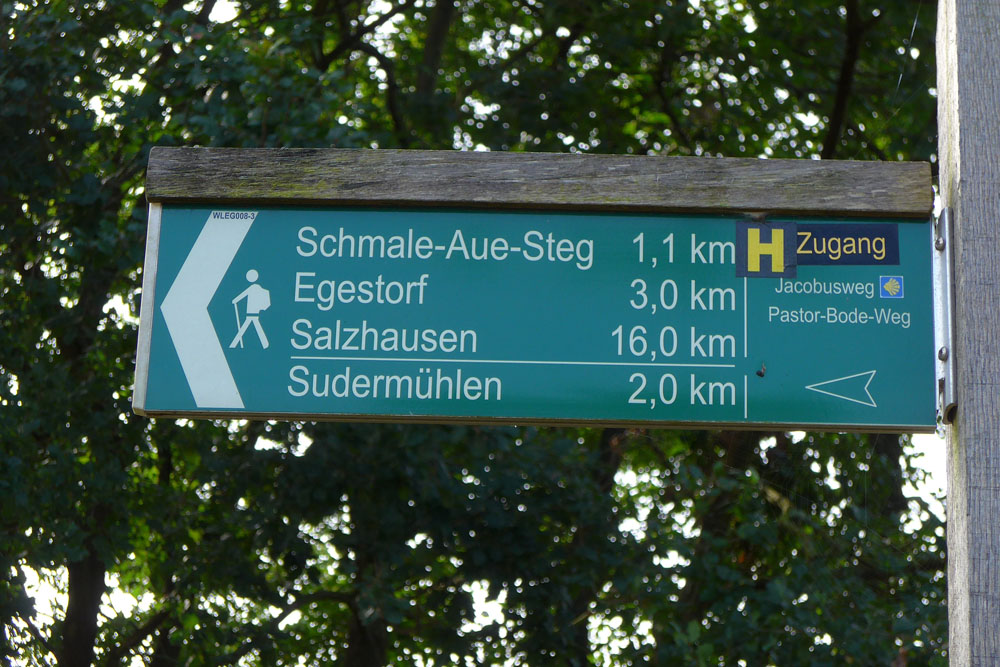 WLEG008-3
Schmale-Aue-Steg 1,1 km
H Zugang
Egestorf 3,0 km
Jacobusweg
Salzhausen 16,0 km
Pastor-Bode-Weg
Sudermühlen 2,0 km